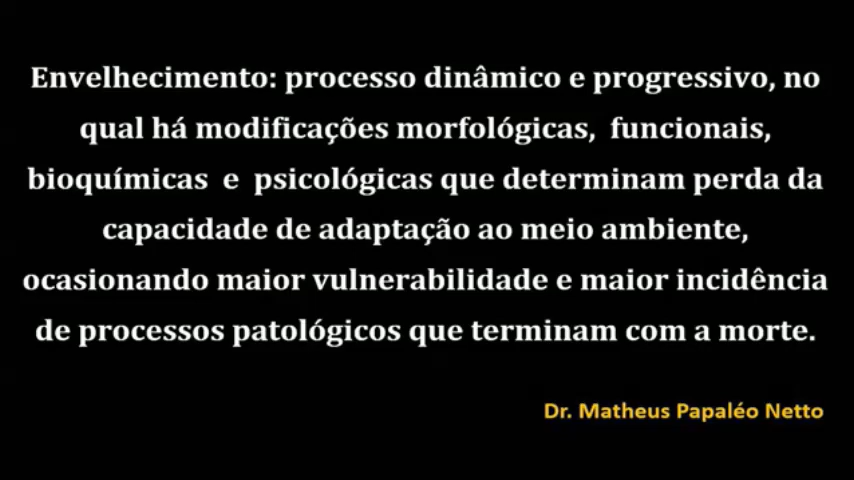 Envelhecimento: processo dinâmico e progressivo, no
qual há modificações morfológicas, funcionais,
bioquímicas e psicológicas que determinam perda da
capacidade de adaptação ao meio ambiente,
ocasionando maior vulnerabilidade e maior incidência
de processos patológicos que terminam com a morte.
Dr. Matheus Papaléo Netto